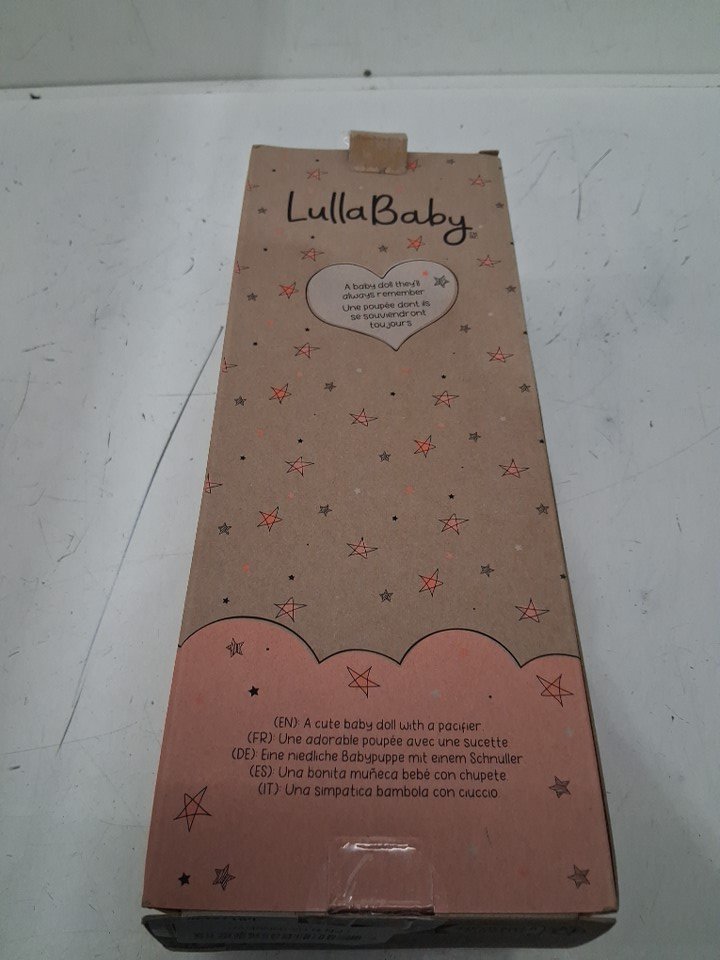 LullaBaby
TM
A baby doll they'll
always remember
Une poupée dont ils
se souviendront
toujours
(EN): A cute baby doll with a pacifier.
(FR): Une adorable poupée avec une sucette
(DE): Eine niedliche Babypuppe mit einem Schnuller
(ES): Una bonita muñeca bebé con chupete
(IT): Una simpatica bambola con ciuccio